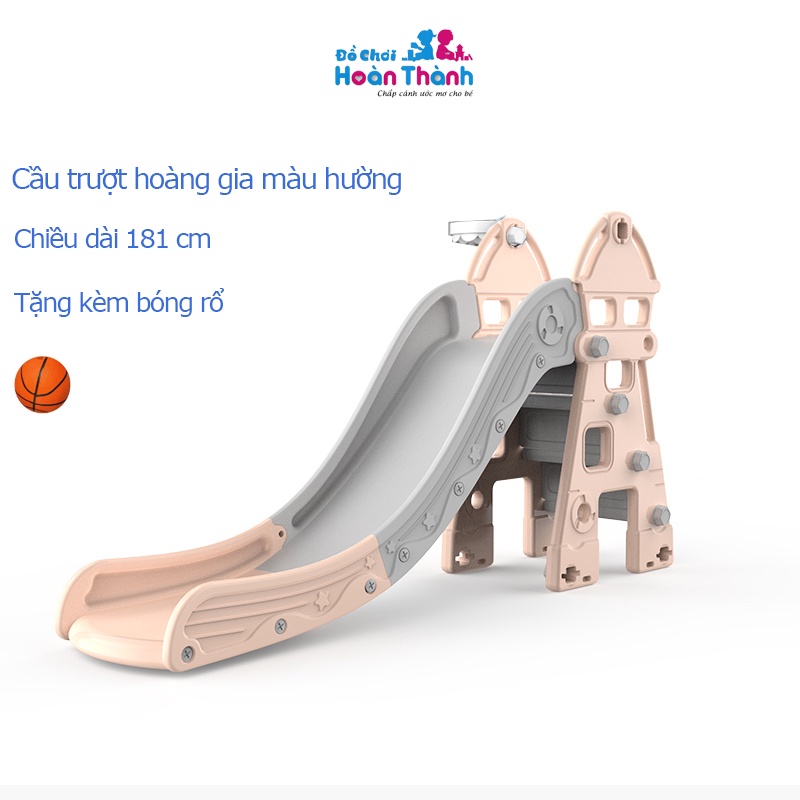 Đồ Chơi
Hoàn Thành
Chắp cánh ước mơ cho bé
Cầu trượt hoàng gia màu hường
Chiều dài 181 cm
Tặng kèm bóng rổ